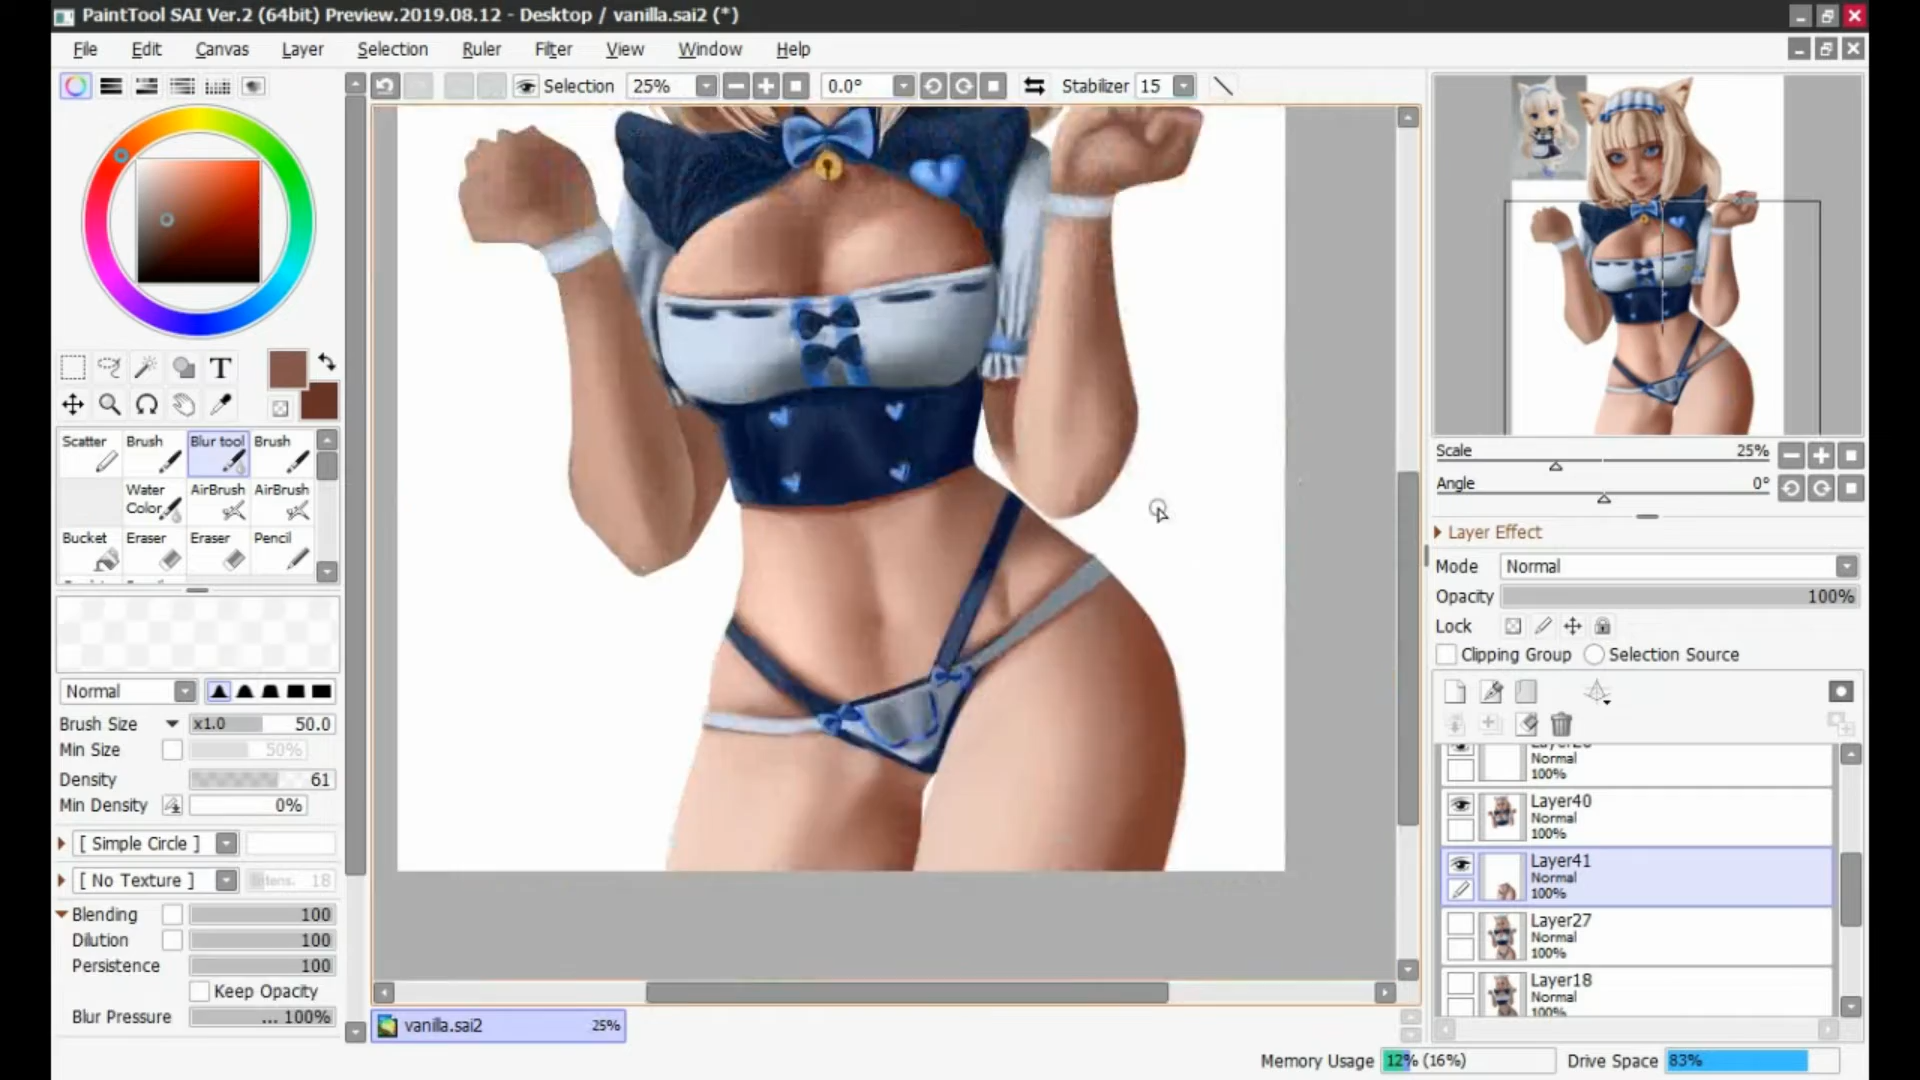 PaintTool SAI Ver.2 (64bit) Preview.2019.08.12 - Desktop / vanilla.sai2 (*)
File Edit Canvas Layer Selection Ruler Filter View Window Help
Selection 25% 0.0° Stabilizer 15
T
Scatter Brush Blur tool Brush
Water Color AirBrush AirBrush
Bucket Eraser Eraser Pencil
Normal
Brush Size x1.0 50.0
Min Size 50%
Density 61
Min Density 0%
[ Simple Circle ]
[ No Texture ] Intens. 18
Blending 100
Dilution 100
Persistence 100
Keep Opacity
Blur Pressure ... 100%
vanilla.sai2 25%
Scale 25%
Angle 0°
Layer Effect
Mode Normal
Opacity 100%
Lock
Clipping Group Selection Source
Normal
100%
Layer40
Normal
100%
Layer41
Normal
100%
Layer27
Normal
100%
Layer18
Normal
100%
Memory Usage 12% (16%) Drive Space 83%